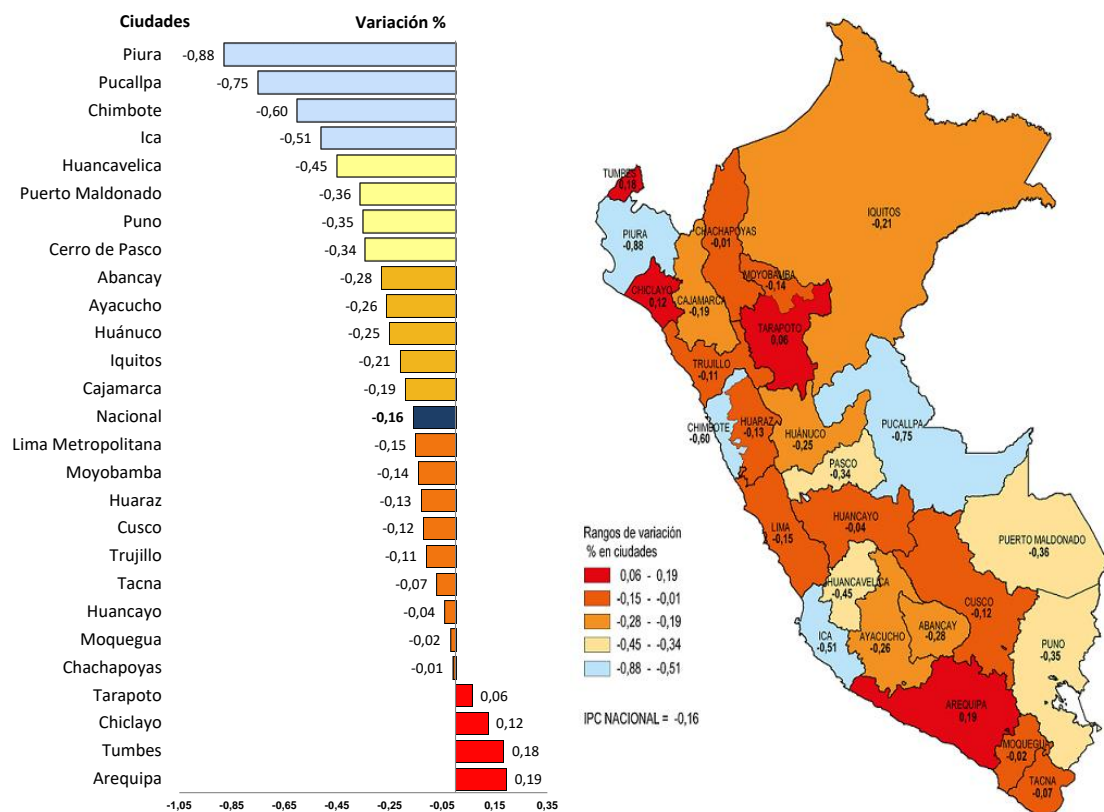 Ciudades Variación %
Piura -0,88
Pucallpa -0,75
Chimbote -0,60
Ica -0,51
Huancavelica -0,45
Puerto Maldonado -0,36
Puno -0,35
Cerro de Pasco -0,34
Abancay -0,28
Ayacucho -0,26
Huánuco -0,25
Iquitos -0,21
Cajamarca -0,19
Nacional -0,16
Lima Metropolitana -0,15
Moyobamba -0,14
Huaraz -0,13
Cusco -0,12
Trujillo -0,11
Tacna -0,07
Huancayo -0,04
Moquegua -0,02
Chachapoyas -0,01
Tarapoto 0,06
Chiclayo 0,12
Tumbes 0,18
Arequipa 0,19
-1,05 -0,85 -0,65 -0,45 -0,25 -0,05 0,15 0,35
TUMBES
0,18
PIURA
-0,88
IQUITOS
-0,21
CHACHAPOYAS
-0,01
MOYOBAMBA
-0,14
CHICLAYO
0,12
CAJAMARCA
-0,19
TARAPOTO
0,06
TRUJILLO
-0,11
CHIMBOTE
-0,60
HUARAZ
-0,13
HUÁNUCO
-0,25
PUCALLPA
-0,75
PASCO
-0,34
LIMA
-0,15
HUANCAYO
-0,04
PUERTO MALDONADO
-0,36
HUANCAVELICA
-0,45
CUSCO
-0,12
ICA
-0,51
AYACUCHO
-0,26
ABANCAY
-0,28
PUNO
-0,35
AREQUIPA
0,19
MOQUEGUA
-0,02
TACNA
-0,07
Rangos de variación
% en ciudades
0,06 - 0,19
-0,15 - -0,01
-0,28 - -0,19
-0,45 - -0,34
-0,88 - -0,51
IPC NACIONAL = -0,16